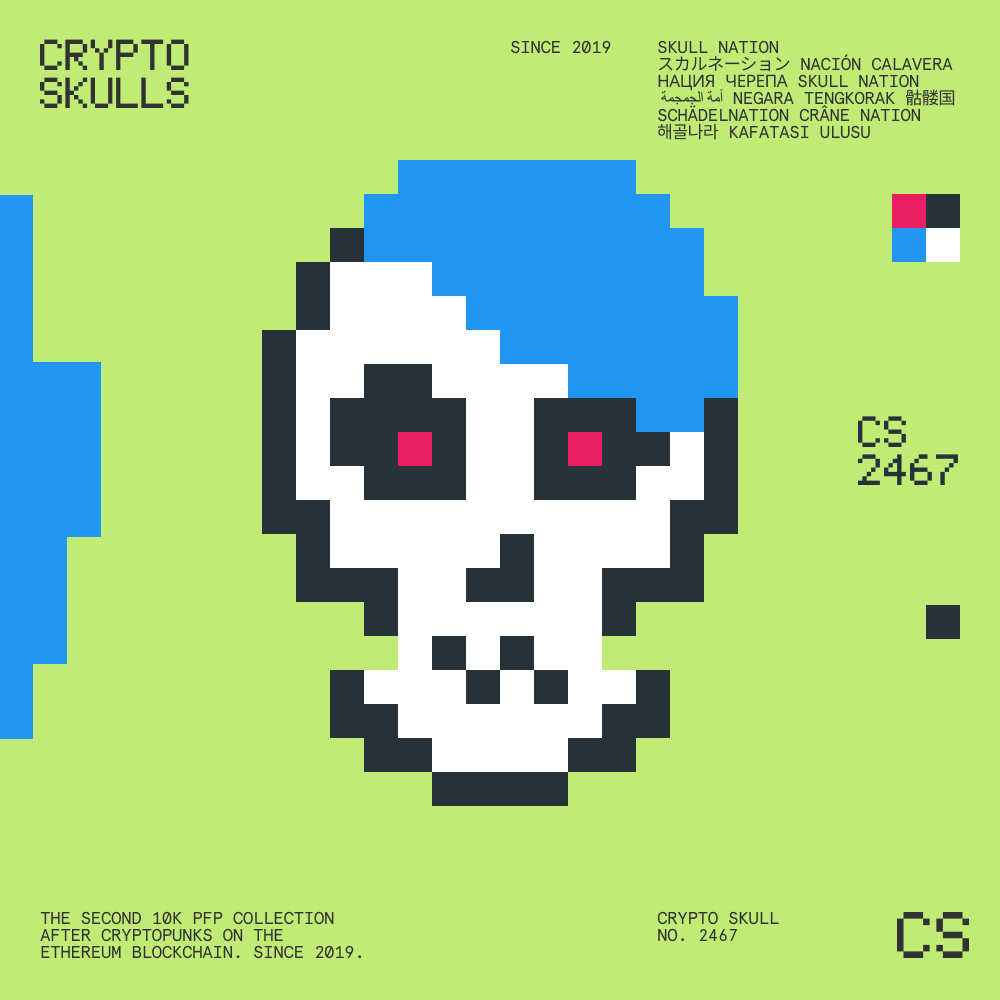 CRYPTO
SKULLS
SINCE 2019
SKULL NATION
スカルネーション NACIÓN CALAVERA
НАЦИЯ ЧЕРЕПА SKULL NATION
أمة الجمجمة NEGARA TENGKORAK 骷髅国
SCHÄDELNATION CRÂNE NATION
해골나라 KAFATASI ULUSU
CS
2467
THE SECOND 10K PFP COLLECTION
AFTER CRYPTOPUNKS ON THE
ETHEREUM BLOCKCHAIN. SINCE 2019.
CRYPTO SKULL
NO. 2467
CS